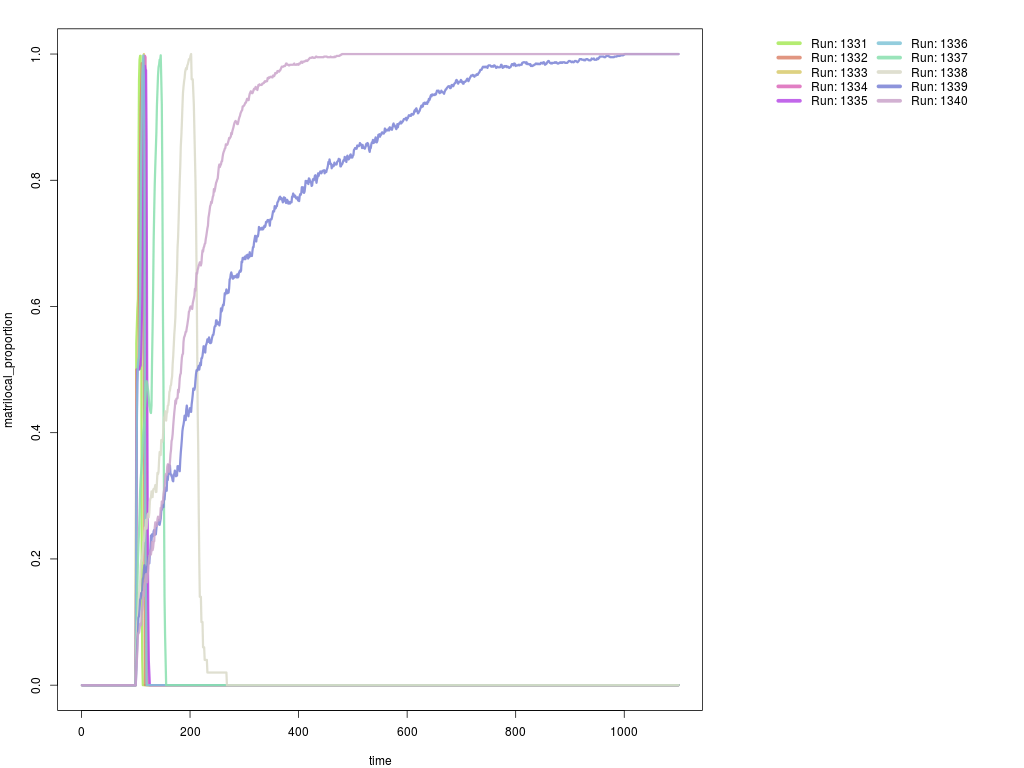 Run: 1331
Run: 1332
Run: 1333
Run: 1334
Run: 1335
Run: 1336
Run: 1337
Run: 1338
Run: 1339
Run: 1340
matrilocal_proportion
1.0
0.8
0.6
0.4
0.2
0.0
0 200 400 600 800 1000
time